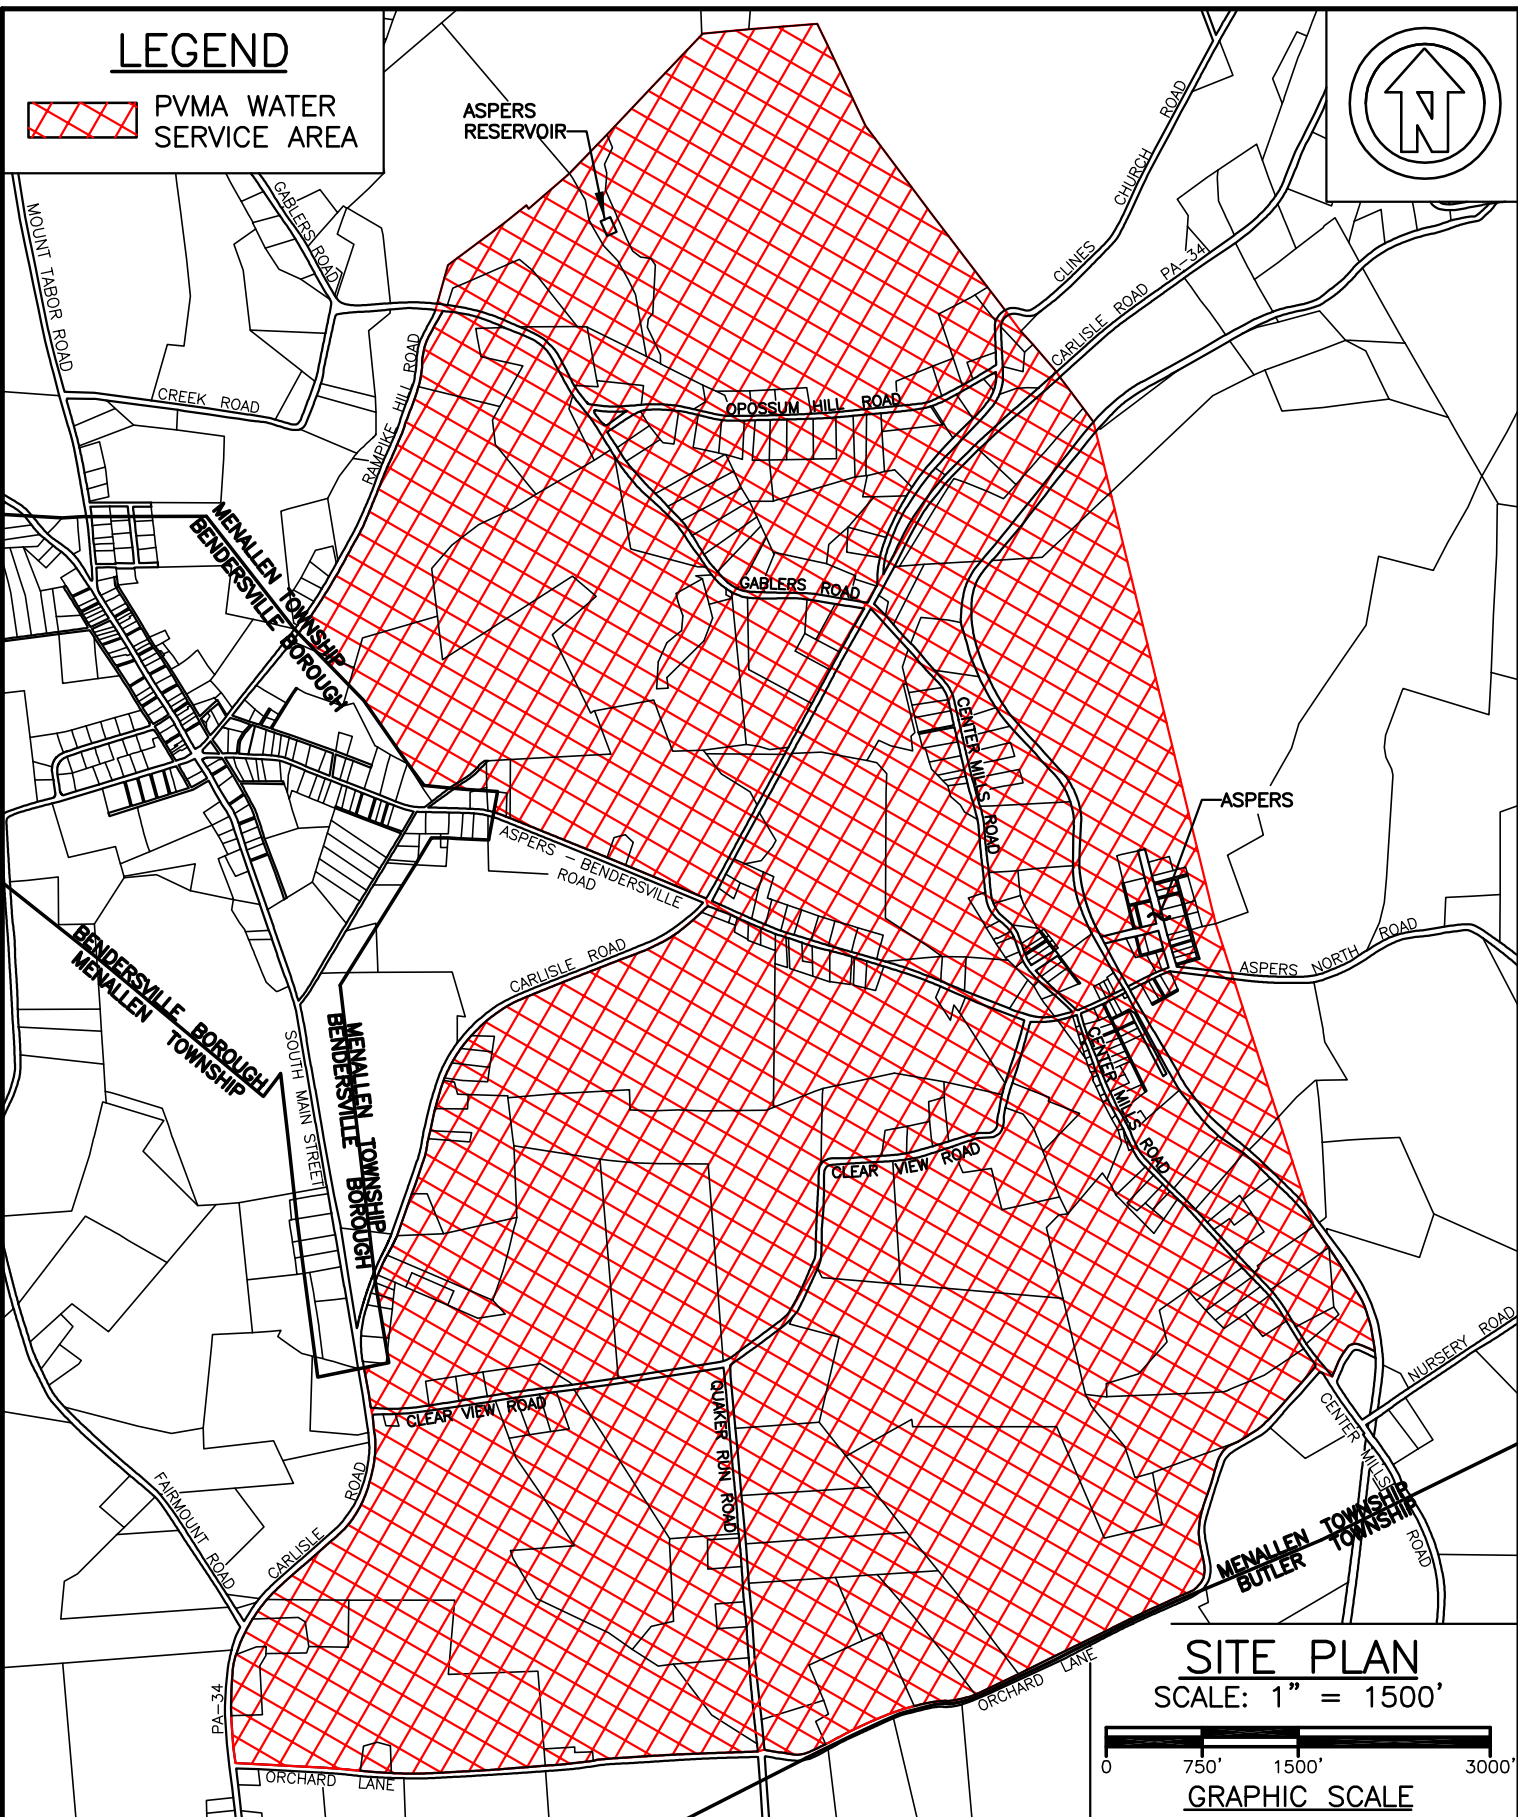 LEGEND
PVMA WATER
SERVICE AREA
N
ASPERS
RESERVOIR
GABLERS ROAD
MOUNT TABOR ROAD
CREEK ROAD
RAMPIKE HILL ROAD
CLINES CHURCH ROAD
CARLISLE ROAD PA-34
OPOSSUM HILL ROAD
MENALLEN TOWNSHIP
BENDERSVILLE BOROUGH
GABLERS ROAD
CENTER MILLS ROAD
ASPERS
ASPERS - BENDERSVILLE
ROAD
CARLISLE ROAD
ASPERS NORTH ROAD
BENDERSVILLE BOROUGH
MENALLEN TOWNSHIP
SOUTH MAIN STREET
MENALLEN TOWNSHIP
BENDERSVILLE BOROUGH
CENTER MILLS ROAD
CLEAR VIEW ROAD
CLEAR VIEW ROAD
QUAKER RUN ROAD
NURSERY ROAD
CENTER MILLS ROAD
FAIRMOUNT ROAD
CARLISLE ROAD
PA-34
MENALLEN TOWNSHIP
BUTLER TOWNSHIP
ORCHARD LANE
ORCHARD LANE
SITE PLAN
SCALE: 1" = 1500'
0 750' 1500' 3000'
GRAPHIC SCALE